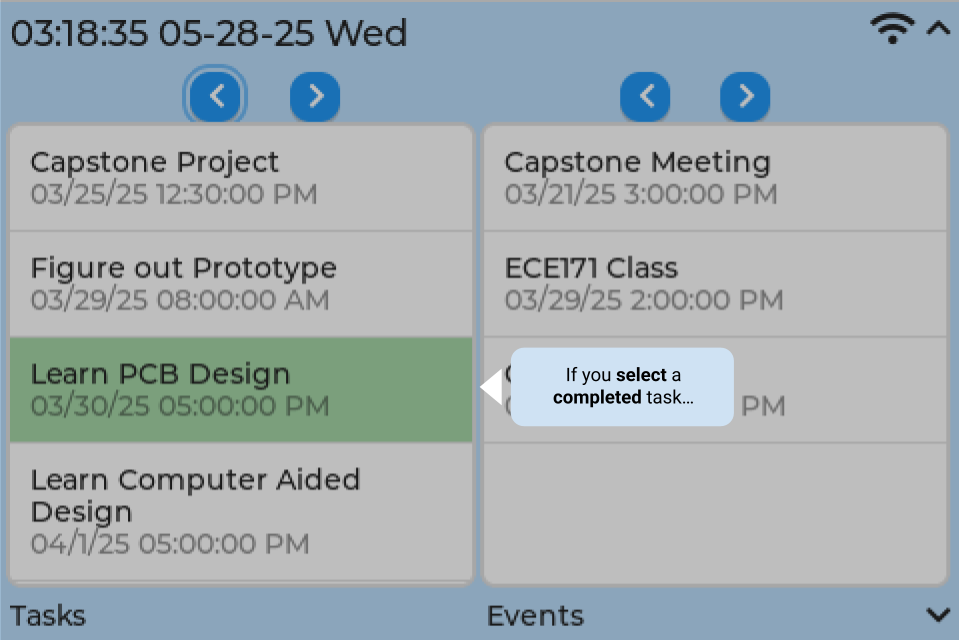 03:18:35 05-28-25 Wed
Capstone Project
03/25/25 12:30:00 PM
Figure out Prototype
03/29/25 08:00:00 AM
Learn PCB Design
03/30/25 05:00:00 PM
Learn Computer Aided
Design
04/1/25 05:00:00 PM
Tasks
Capstone Meeting
03/21/25 3:00:00 PM
ECE171 Class
03/29/25 2:00:00 PM
If you select a
completed task...
PM
Events